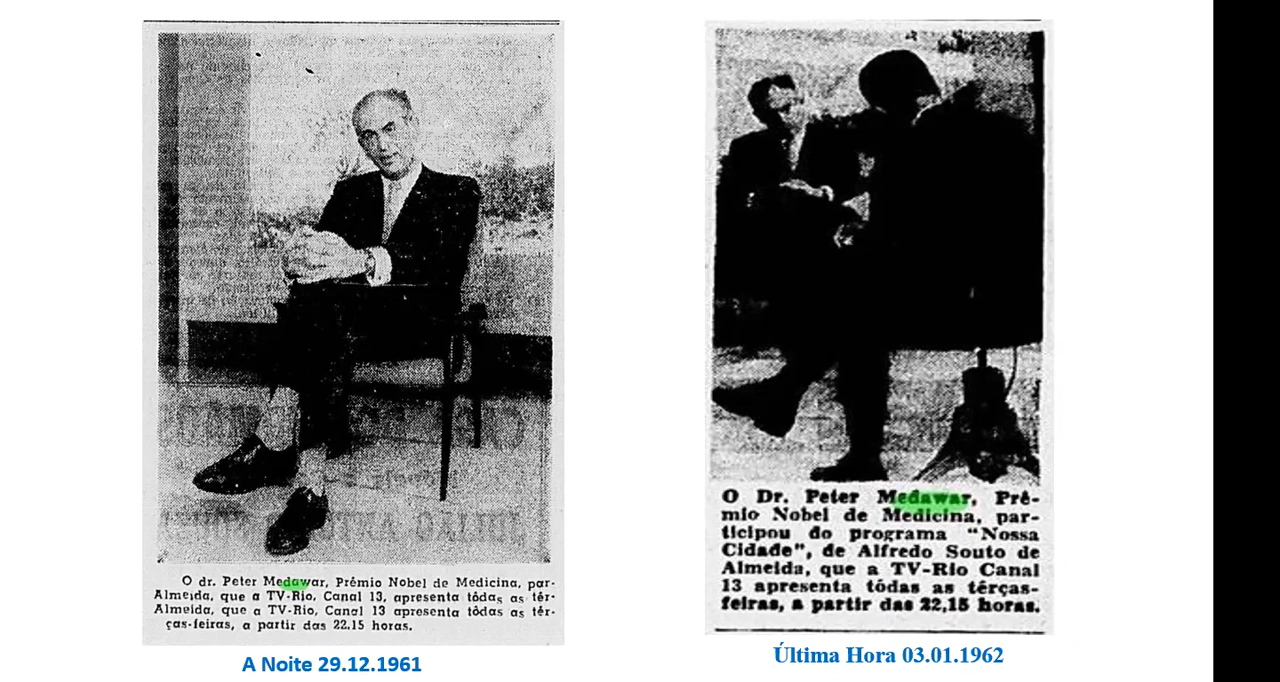 O dr. Peter Medawar, Prêmio Nobel de Medicina, par-
Almeida, que a TV-Rio, Canal 13, apresenta tôdas as têr-
Almeida, que a TV-Rio, Canal 13 apresenta tôdas as têr-
ças-feiras, a partir das 22.15 horas.
A Noite 29.12.1961
O Dr. Peter Medawar, Prê-
mio Nobel de Medicina, par-
ticipou do programa “Nossa
Cidade”, de Alfredo Souto de
Almeida, que a TV-Rio Canal
13 apresenta tôdas as têrças-
feiras, a partir das 22,15 horas.
Última Hora 03.01.1962